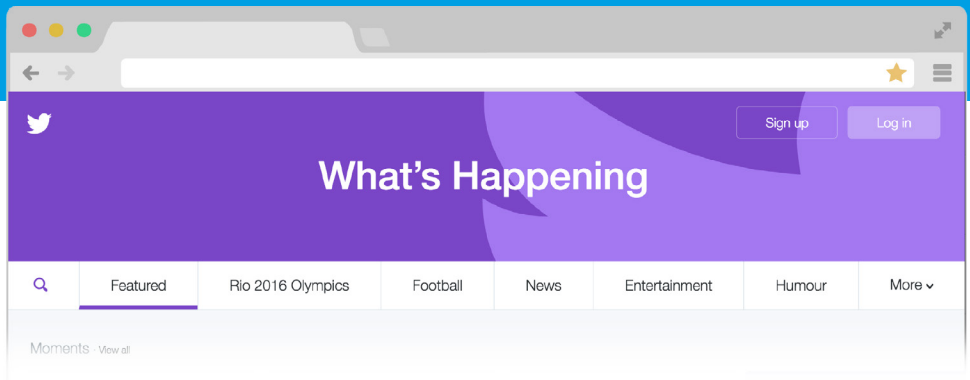 Sign up Log in
What's Happening
Featured Rio 2016 Olympics Football News Entertainment Humour More
Moments · View all